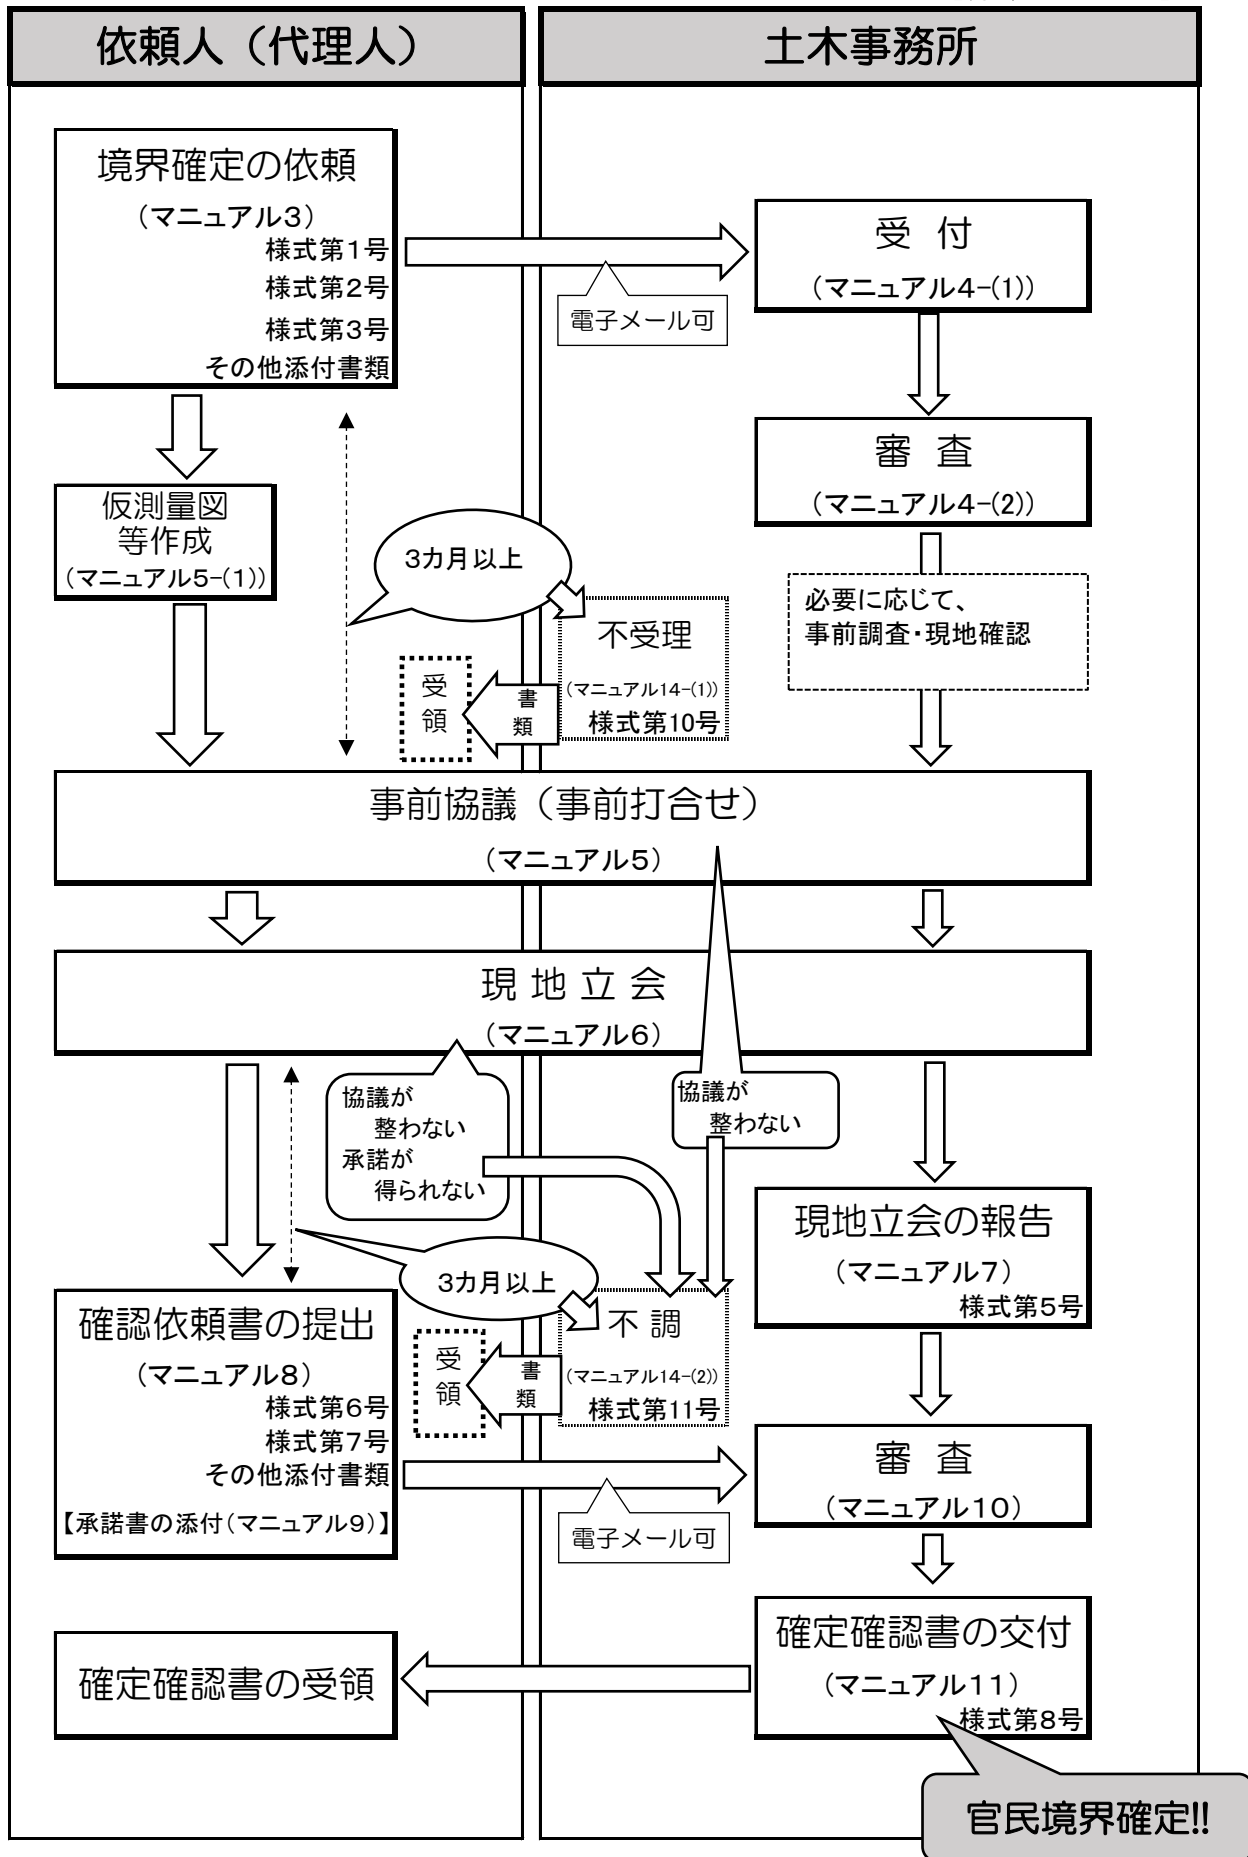 依頼人（代理人）
土木事務所
境界確定の依頼
（マニュアル３）
様式第１号
様式第２号
様式第３号
その他添付書類
電子メール可
受　付
（マニュアル４－(1)）
審　査
（マニュアル４－(2)）
必要に応じて、
事前調査・現地確認
仮測量図
等作成
（マニュアル５－(１)）
３カ月以上
不受理
（マニュアル14－(1)）
様式第10号
書
類
受
領
事前協議（事前打合せ）
（マニュアル５）
現 地 立 会
（マニュアル６）
協議が
整わない
承諾が
得られない
協議が
整わない
現地立会の報告
（マニュアル７）
様式第５号
３カ月以上
不 調
（マニュアル14－(2)）
様式第11号
書
類
受
領
確認依頼書の提出
（マニュアル８）
様式第６号
様式第７号
その他添付書類
【承諾書の添付（マニュアル９）】
電子メール可
審　査
（マニュアル１０）
確定確認書の交付
（マニュアル１１）
様式第８号
確定確認書の受領
官民境界確定!!